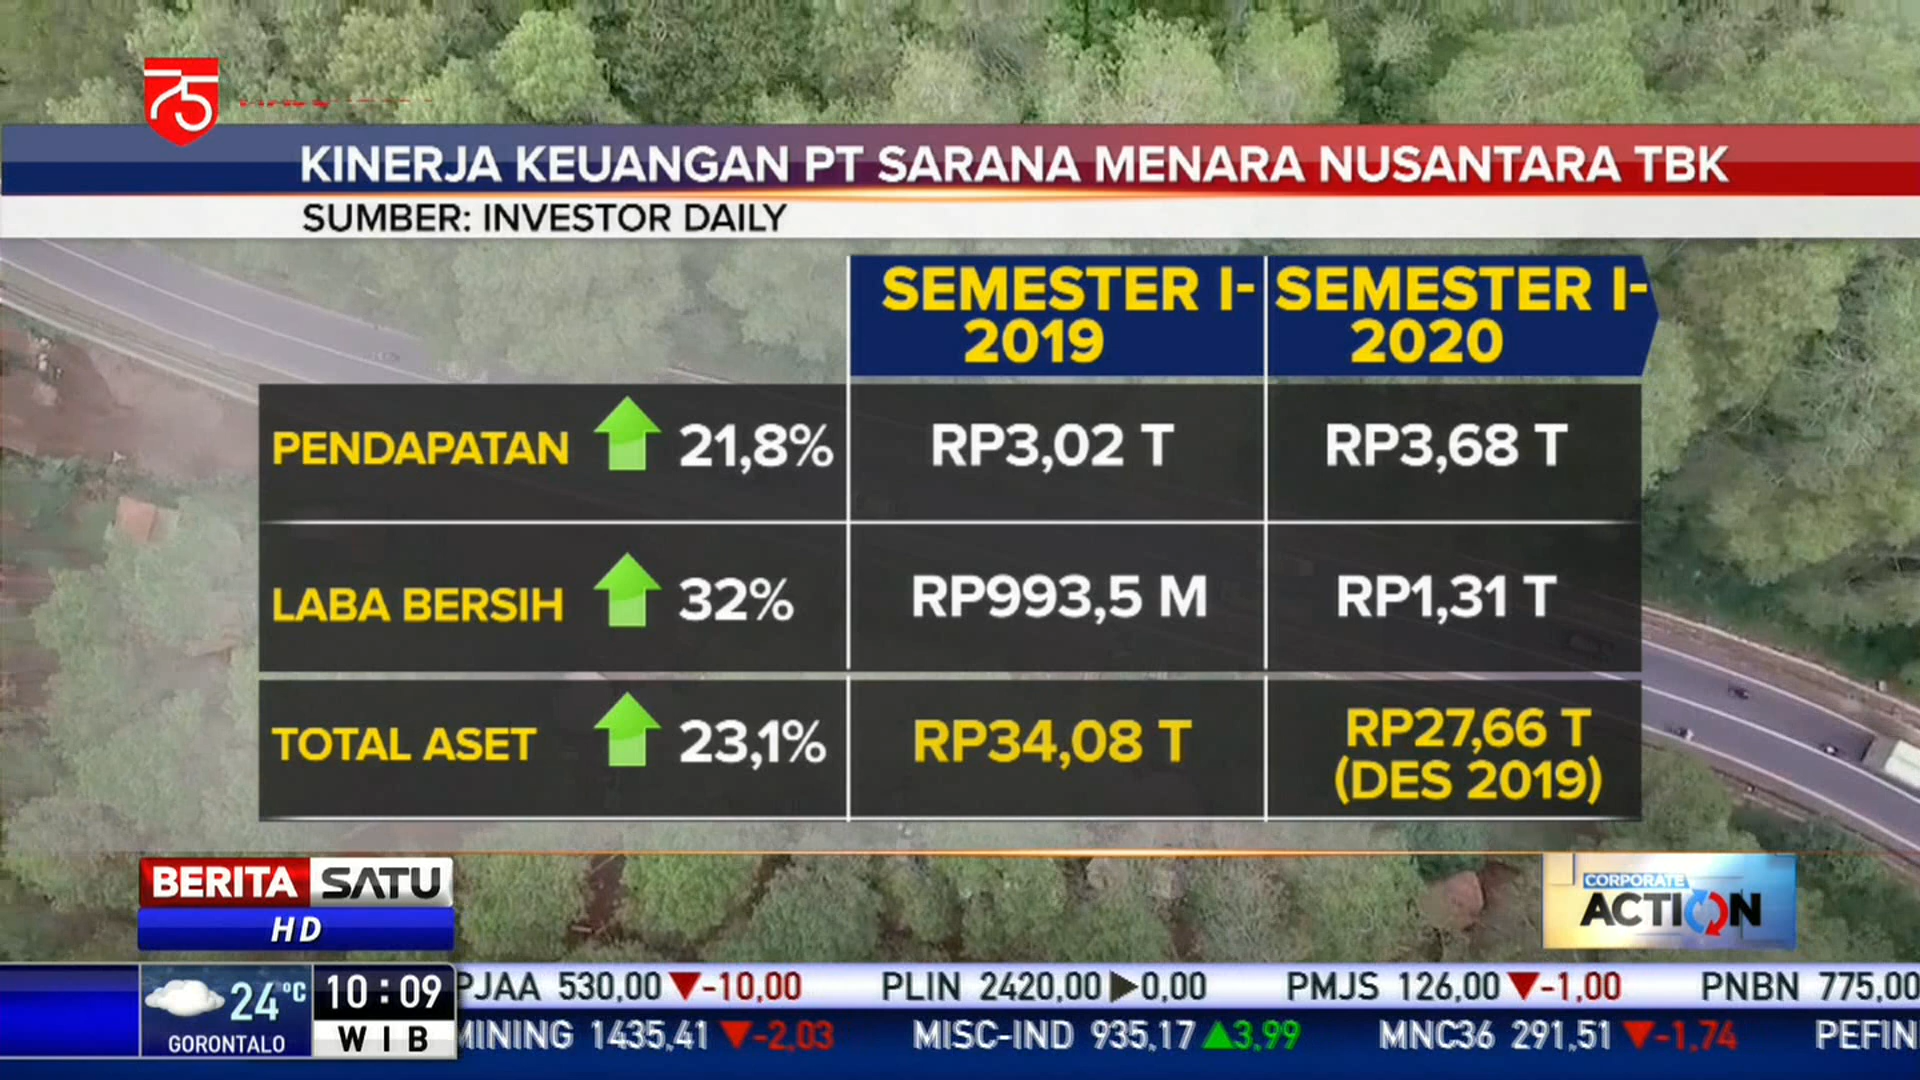 75
KINERJA KEUANGAN PT SARANA MENARA NUSANTARA TBK
SUMBER: INVESTOR DAILY
SEMESTER I-
2019
SEMESTER I-
2020
PENDAPATAN 21,8% RP3,02 T RP3,68 T
LABA BERSIH 32% RP993,5 M RP1,31 T
TOTAL ASET 23,1% RP34,08 T RP27,66 T
(DES 2019)
BERITA SATU
HD
CORPORATE
ACTION
24°C
GORONTALO
10:09
WIB
PJAA 530,00 -10,00 PLIN 2420,00 0,00 PMJS 126,00 -1,00 PNBN 775,00
MINING 1435,41 -2,03 MISC-IND 935,17 3,99 MNC36 291,51 -1,74 PEFIN